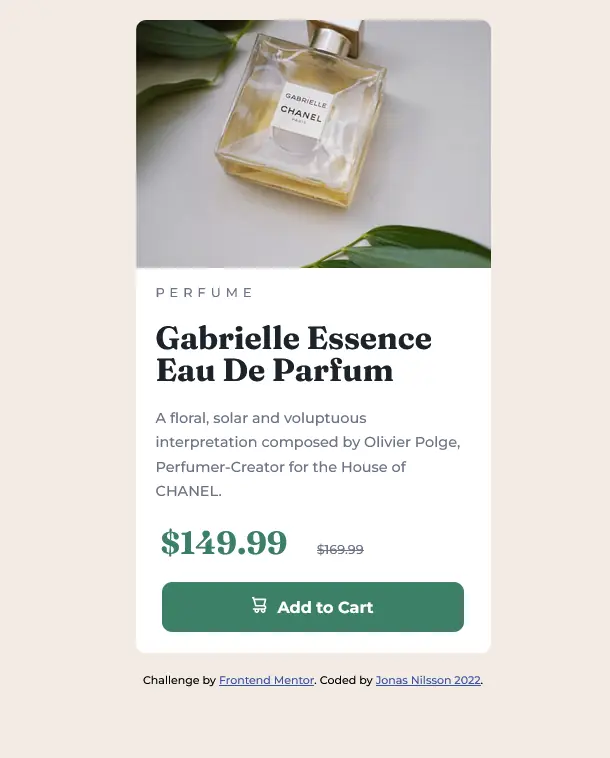 GABRIELLE
CHANEL
PARIS
PERFUME
Gabrielle Essence
Eau De Parfum
A floral, solar and voluptuous
interpretation composed by Olivier Polge,
Perfumer-Creator for the House of
CHANEL.
$149.99 $169.99
Add to Cart
Challenge by Frontend Mentor. Coded by Jonas Nilsson 2022.